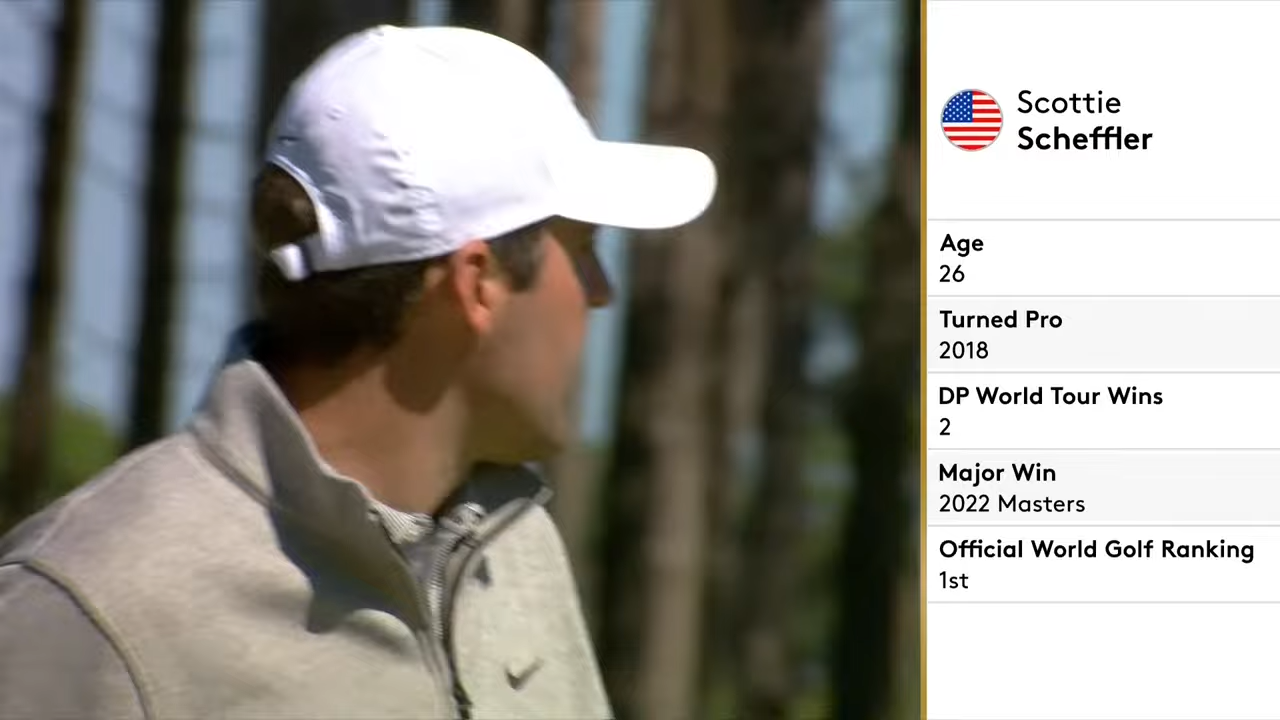 Scottie
Scheffler
Age
26
Turned Pro
2018
DP World Tour Wins
2
Major Win
2022 Masters
Official World Golf Ranking
1st